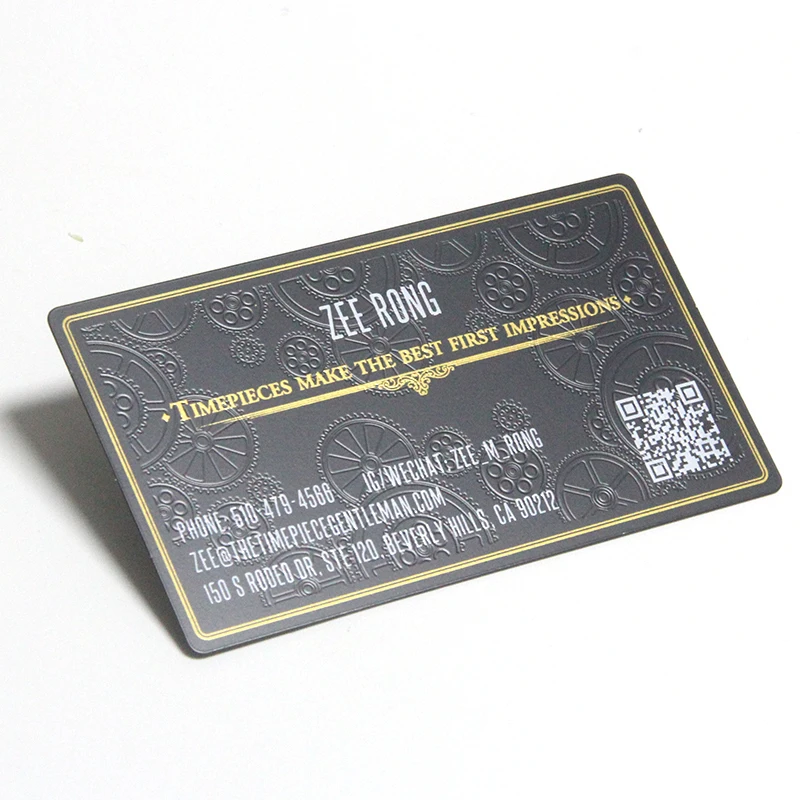 ZEE RONG
TIMEPIECES MAKE THE BEST FIRST IMPRESSIONS
PHONE: 510-479-4566 IG/WECHAT: ZEE_M_RONG
ZEE@THETIMEPIECEGENTLEMAN.COM
150 S RODEO DR. STE 120. BEVERLY HILLS, CA 90212